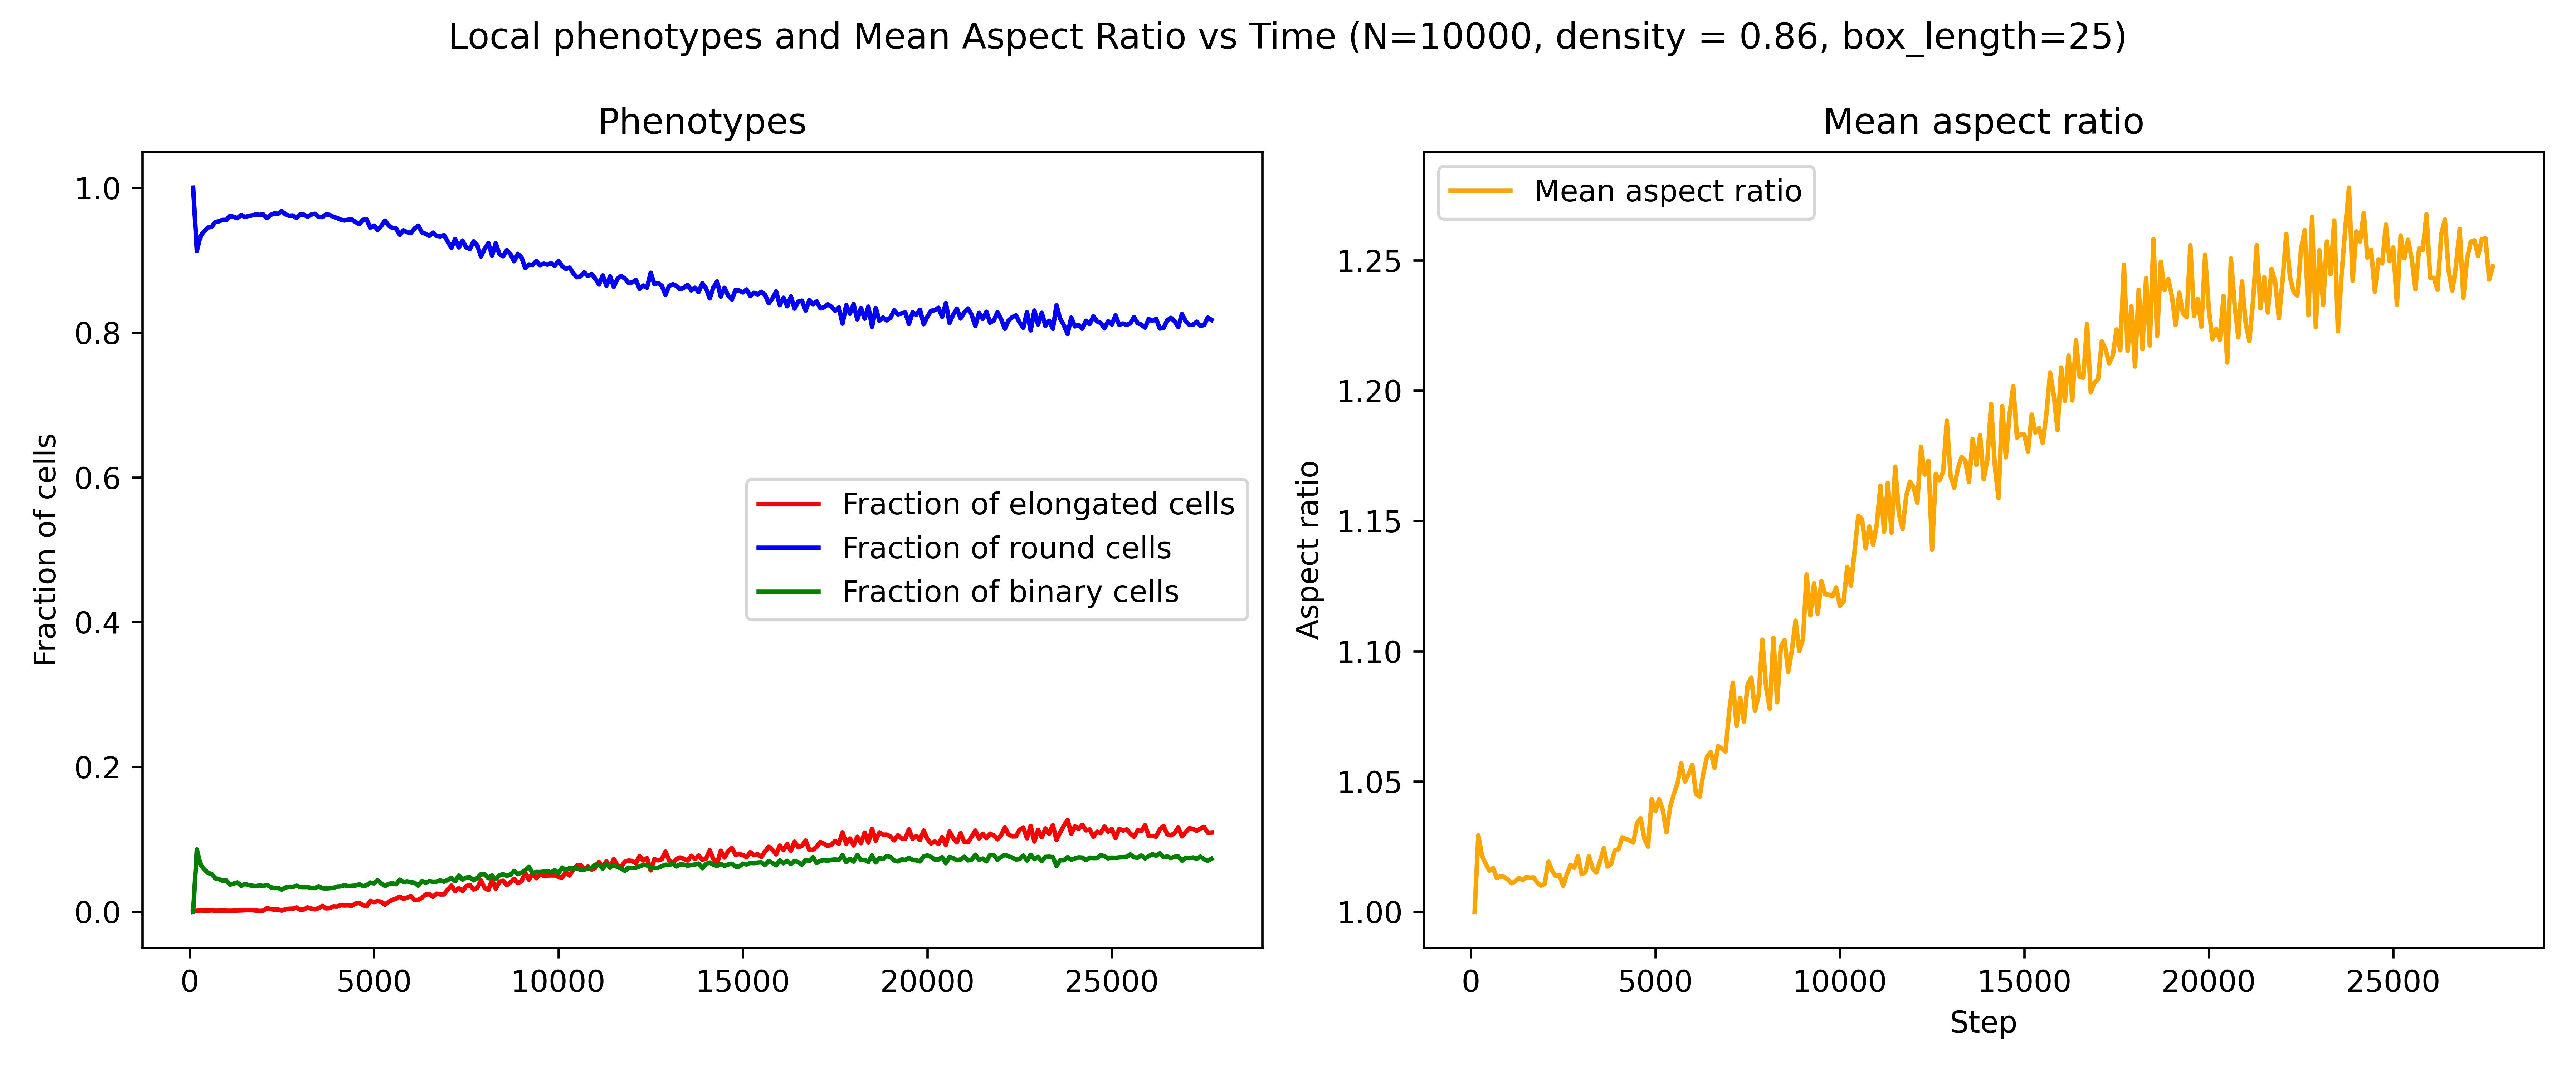 Local phenotypes and Mean Aspect Ratio vs Time (N=10000, density = 0.86, box_length=25)
Phenotypes
Fraction of cells
1.0
0.8
0.6
0.4
0.2
0.0
Fraction of elongated cells
Fraction of round cells
Fraction of binary cells
0 5000 10000 15000 20000 25000
Mean aspect ratio
Mean aspect ratio
Aspect ratio
1.25
1.20
1.15
1.10
1.05
1.00
0 5000 10000 15000 20000 25000
Step